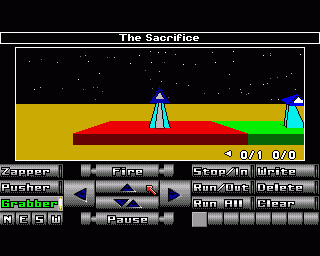 The Sacrifice
0/1 0/0
Zapper Fire Stop/In Write
Pusher Run/Out Delete
Grabber Run All Clear
N E S W Pause